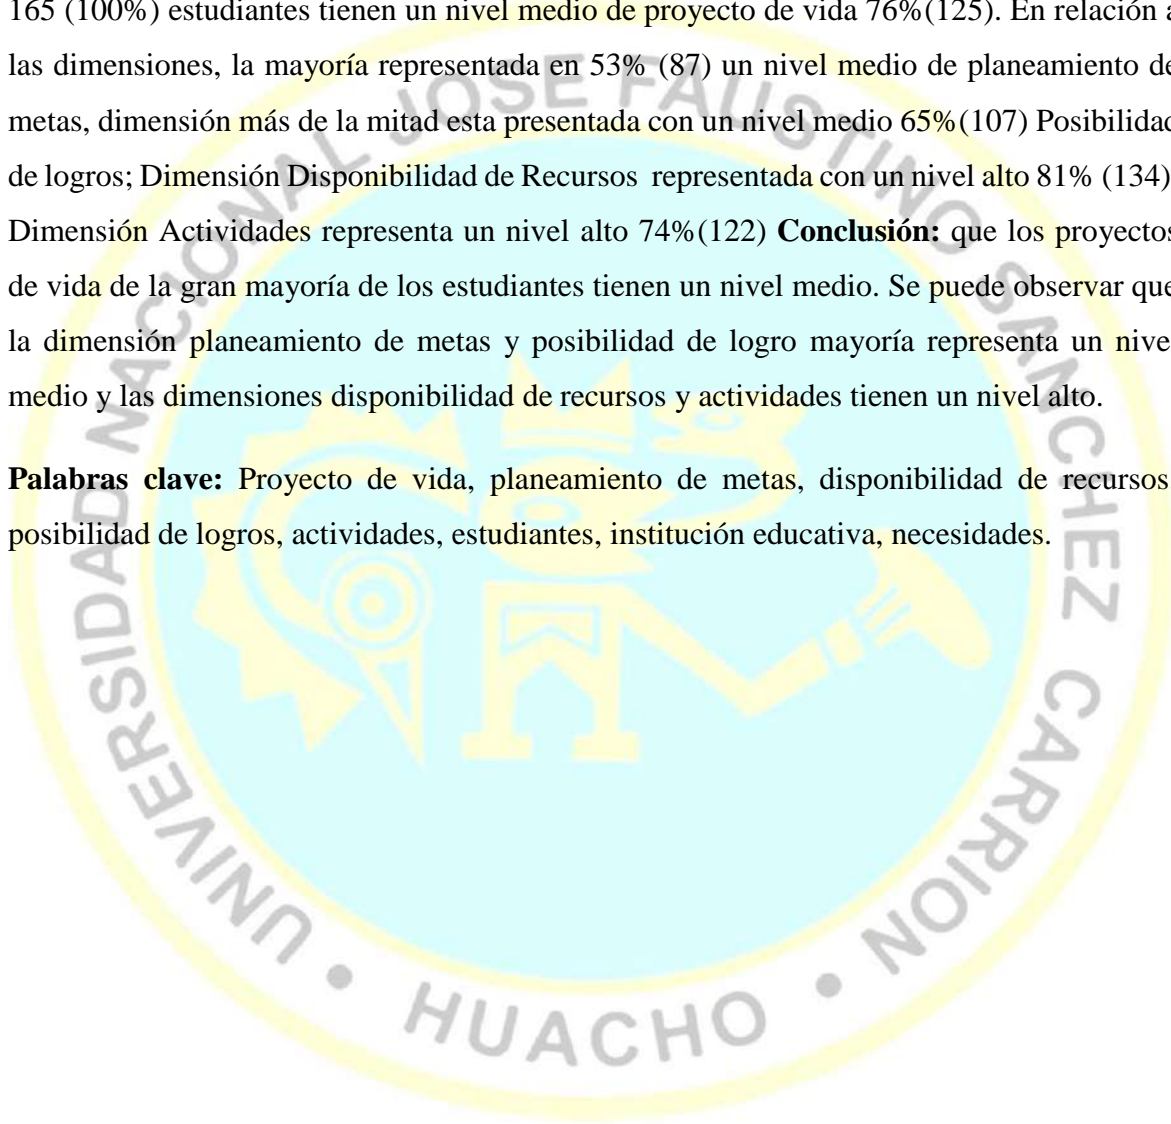 165 (100%) estudiantes tienen un nivel medio de proyecto de vida 76%(125). En relación a
las dimensiones, la mayoría representada en 53% (87) un nivel medio de planeamiento de
metas, dimensión más de la mitad esta presentada con un nivel medio 65%(107) Posibilidad
de logros; Dimensión Disponibilidad de Recursos representada con un nivel alto 81% (134)
Dimensión Actividades representa un nivel alto 74%(122) Conclusión: que los proyectos
de vida de la gran mayoría de los estudiantes tienen un nivel medio. Se puede observar que
la dimensión planeamiento de metas y posibilidad de logro mayoría representa un nivel
medio y las dimensiones disponibilidad de recursos y actividades tienen un nivel alto.
Palabras clave: Proyecto de vida, planeamiento de metas, disponibilidad de recursos
posibilidad de logros, actividades, estudiantes, institución educativa, necesidades.
UNIVERSIDAD NACIONAL JOSE FAUSTINO SANCHEZ CARRION
• HUACHO •